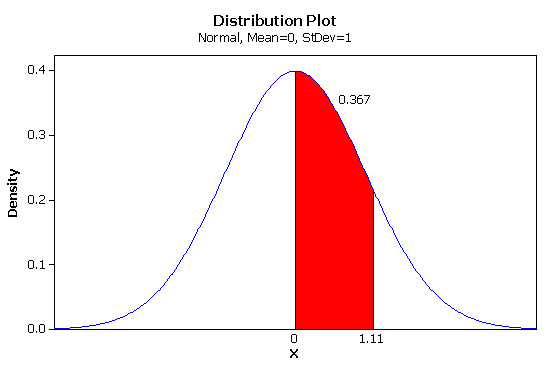 Distribution Plot
Normal, Mean=0, StDev=1
0.4
0.367
0.3
Density
0.2
0.1
0.0
0 1.11
X